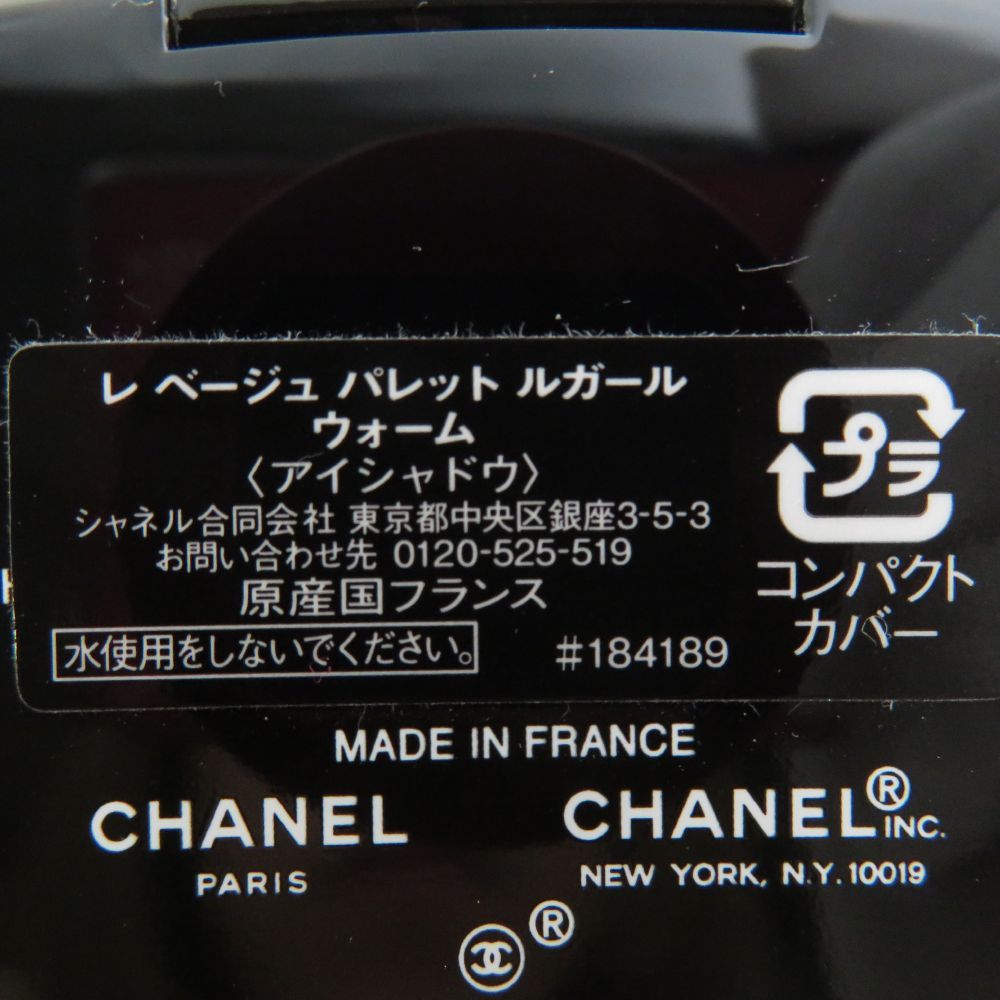 レ ベージュ パレット ルガール
ウォーム
〈アイシャドウ〉
シャネル合同会社 東京都中央区銀座3-5-3
お問い合わせ先 0120-525-519
原産国フランス
水使用をしないでください。
#184189
プラ
コンパクト
カバー
MADE IN FRANCE
CHANEL
PARIS
CHANEL® INC.
NEW YORK, N.Y. 10019
®